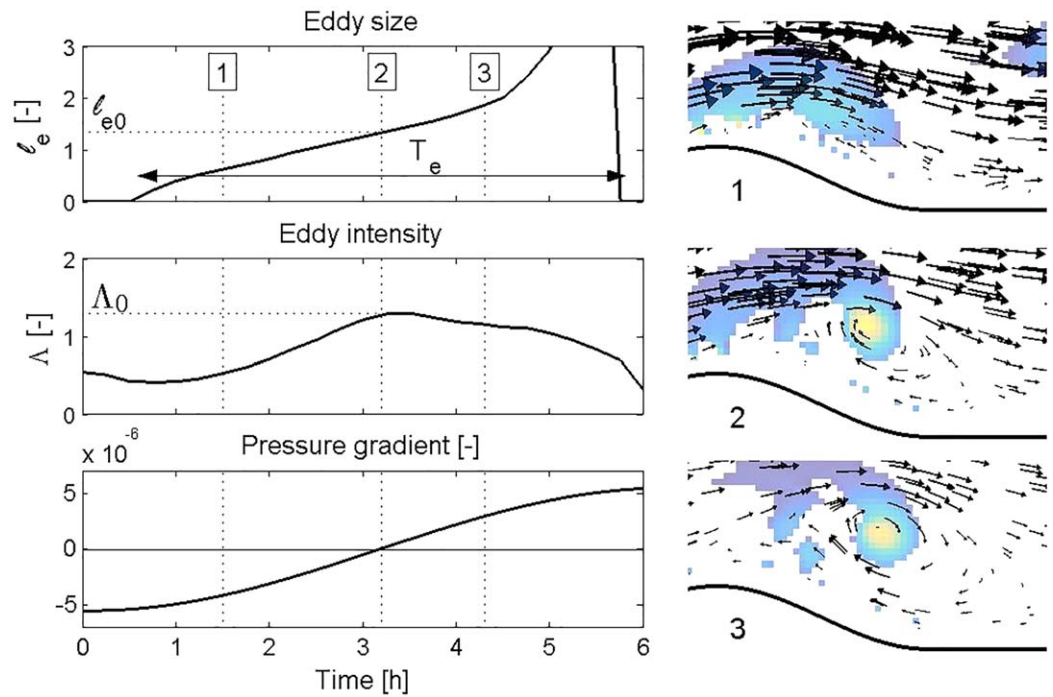 Eddy size
3
2
1
0
ℓe [-]
ℓe0
1
2
3
Te
Eddy intensity
2
1
0
Λ [-]
Λ0
Pressure gradient [-]
x 10-6
5
0
-5
0 1 2 3 4 5 6
Time [h]
1
2
3